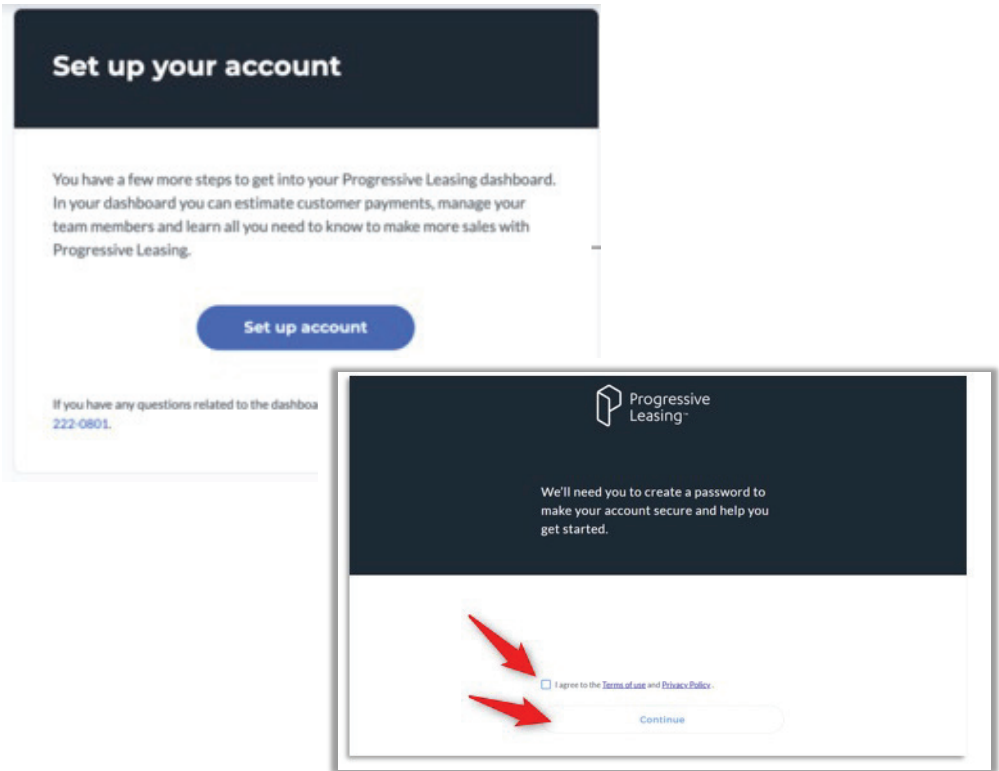 Set up your account
You have a few more steps to get into your Progressive Leasing dashboard.
In your dashboard you can estimate customer payments, manage your
team members and learn all you need to know to make more sales with
Progressive Leasing.
Set up account
If you have any questions related to the
222-0801.
Progressive
Leasing™
We'll need you to create a password to
make your account secure and help you
get started.
I agree to the Terms of use and Privacy Policy.
Continue